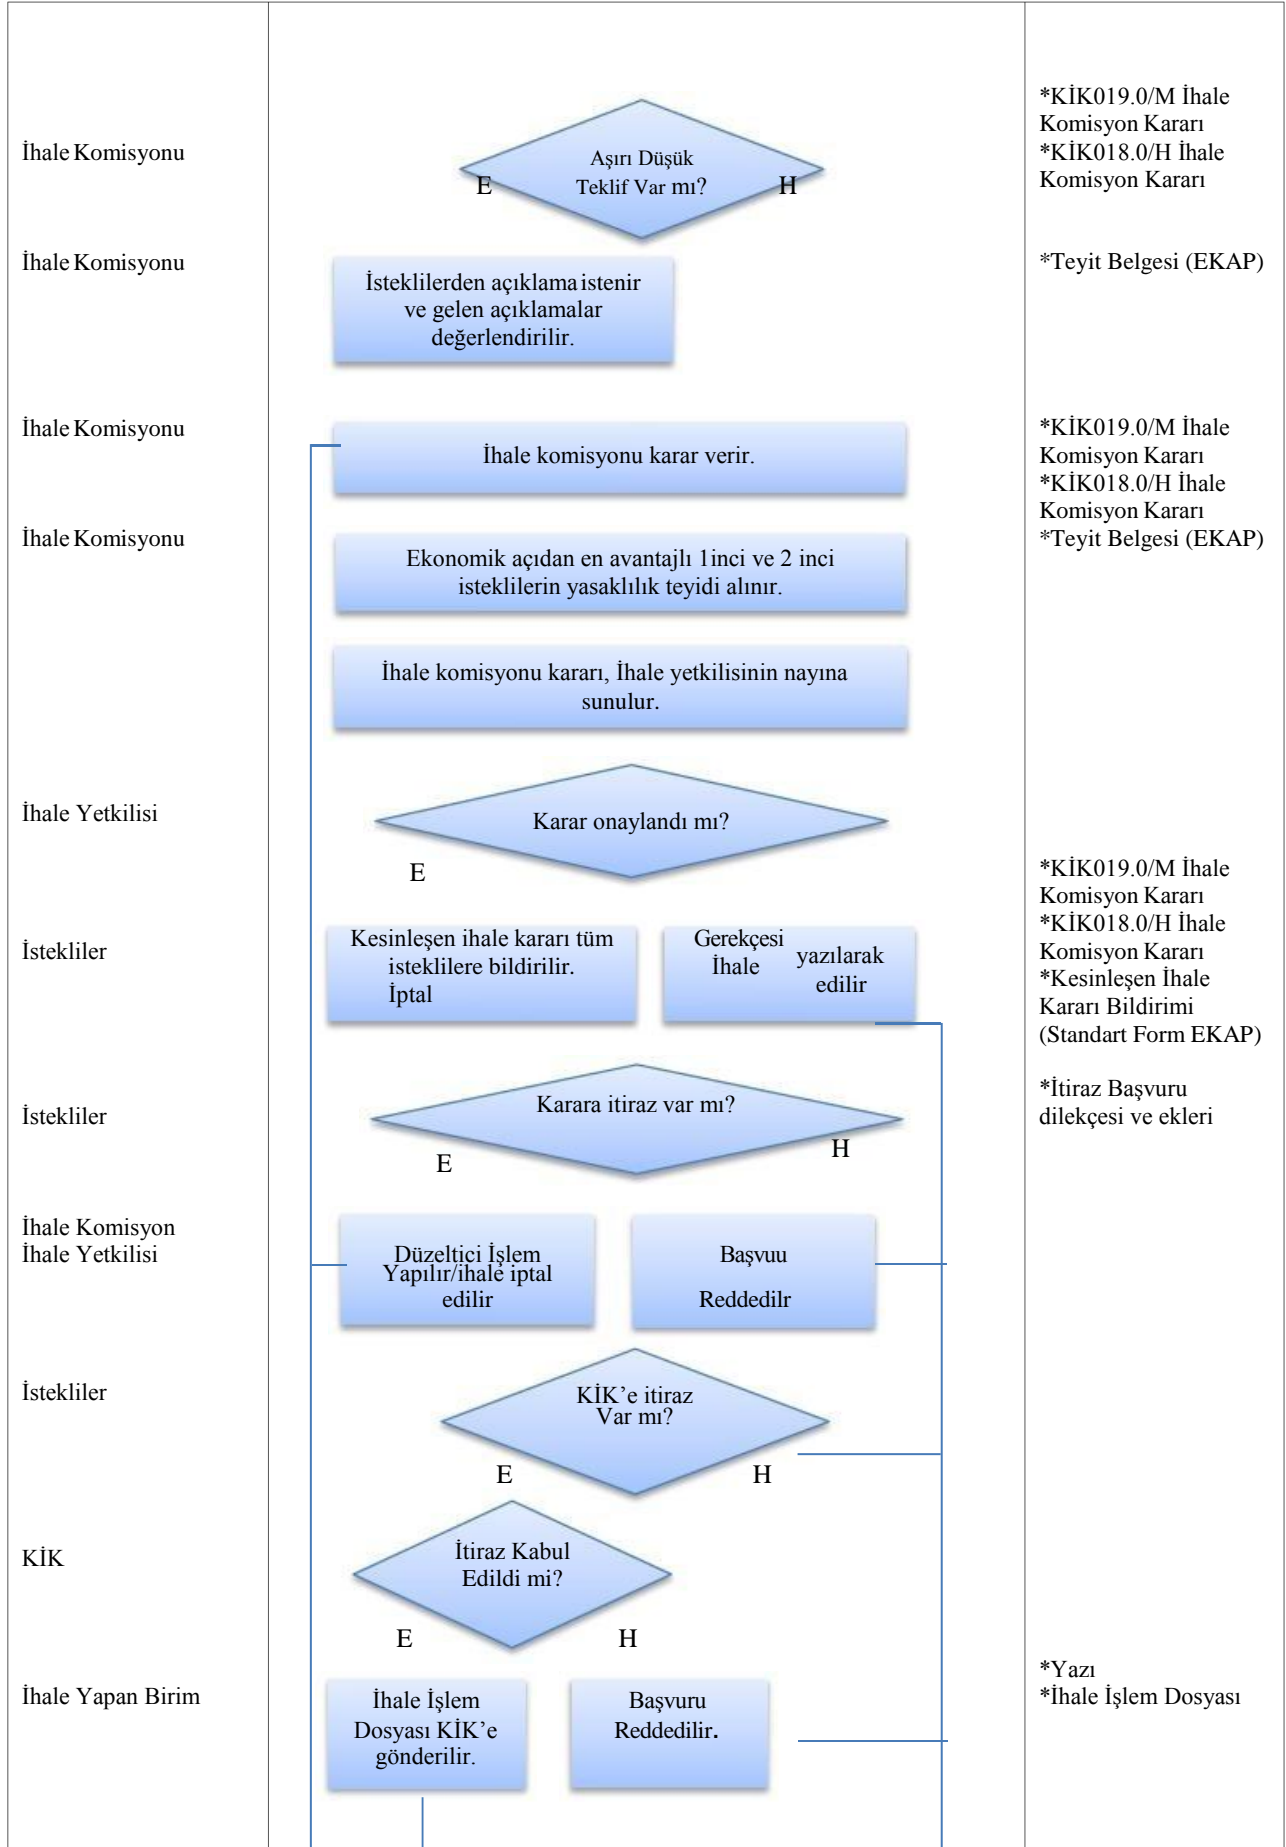 İhale Komisyonu
Aşırı Düşük
Teklif Var mı?
E
H
*KİK019.0/M İhale
Komisyon Kararı
*KİK018.0/H İhale
Komisyon Kararı
İhale Komisyonu
İsteklilerden açıklama istenir
ve gelen açıklamalar
değerlendirilir.
*Teyit Belgesi (EKAP)
İhale Komisyonu
İhale komisyonu karar verir.
*KİK019.0/M İhale
Komisyon Kararı
*KİK018.0/H İhale
Komisyon Kararı
*Teyit Belgesi (EKAP)
İhale Komisyonu
Ekonomik açıdan en avantajlı 1inci ve 2 inci
isteklilerin yasaklılık teyidi alınır.
İhale komisyonu kararı, İhale yetkilisinin nayına
sunulur.
İhale Yetkilisi
Karar onaylandı mı?
E
*KİK019.0/M İhale
Komisyon Kararı
*KİK018.0/H İhale
Komisyon Kararı
*Kesinleşen İhale
Kararı Bildirimi
(Standart Form EKAP)
İstekliler
Kesinleşen ihale kararı tüm
isteklilere bildirilir.
İptal
Gerekçesi
İhale
yazılarak
edilir
İstekliler
Karara itiraz var mı?
E
H
*İtiraz Başvuru
dilekçesi ve ekleri
İhale Komisyon
İhale Yetkilisi
Düzeltici İşlem
Yapılır/ihale iptal
edilir
Başvuu
Reddedilr
İstekliler
KİK’e itiraz
Var mı?
E
H
KİK
İtiraz Kabul
Edildi mi?
E
H
İhale Yapan Birim
İhale İşlem
Dosyası KİK’e
gönderilir.
Başvuru
Reddedilir.
*Yazı
*İhale İşlem Dosyası